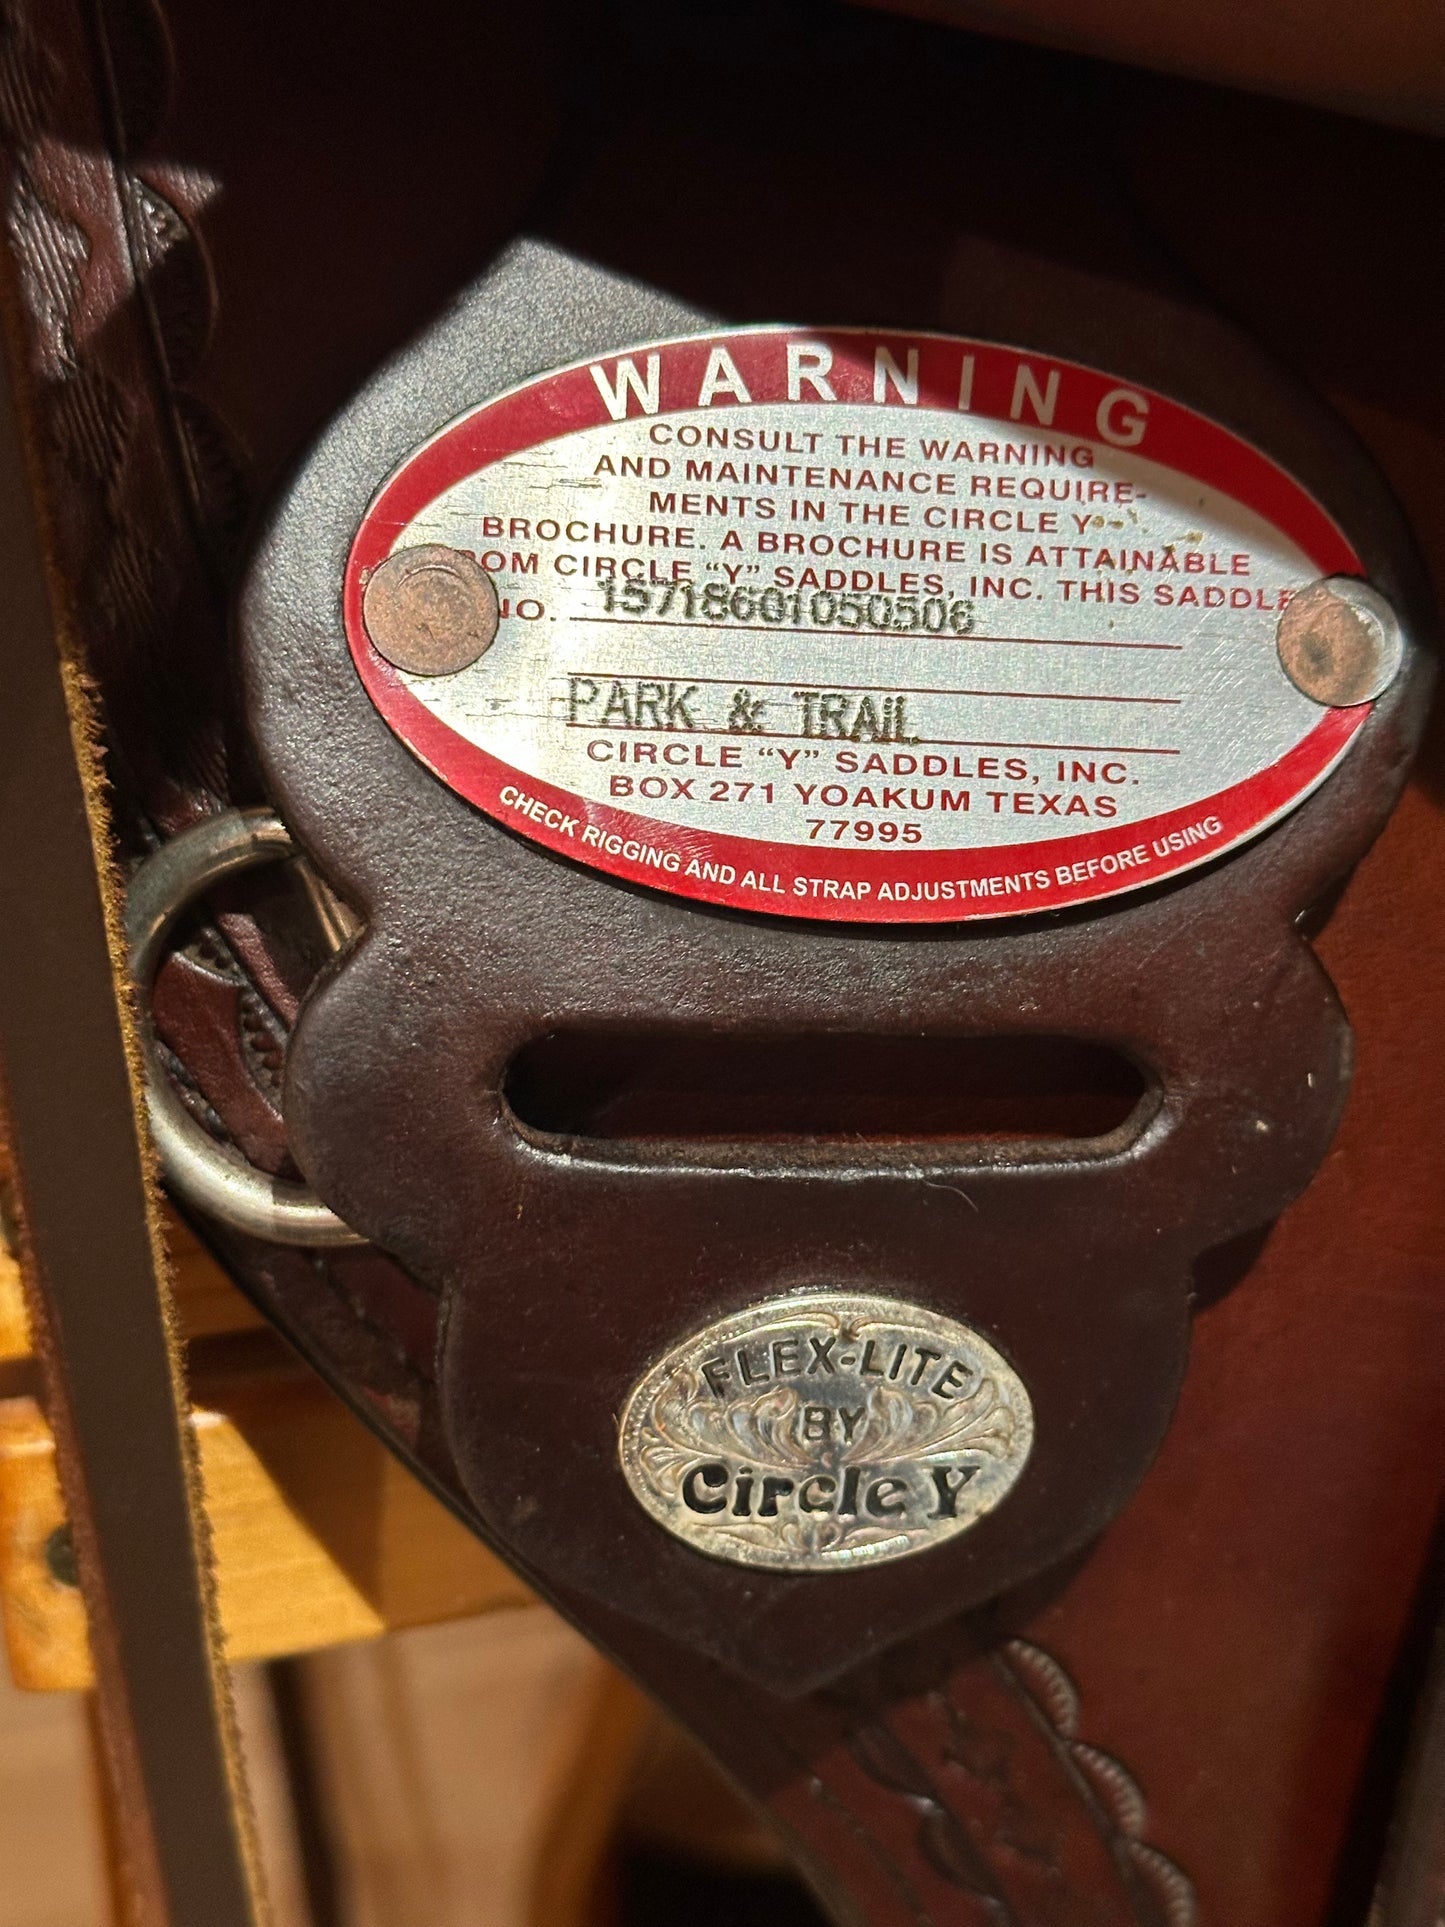 WARNING
CONSULT THE WARNING
AND MAINTENANCE REQUIRE-
MENTS IN THE CIRCLE Y
BROCHURE. A BROCHURE IS ATTAINABLE
OM CIRCLE “Y” SADDLES, INC. THIS SADDLE
NO. 15718601050506
PARK & TRAIL
CIRCLE “Y” SADDLES, INC.
BOX 271 YOAKUM TEXAS
77995
CHECK RIGGING AND ALL STRAP ADJUSTMENTS BEFORE USING
FLEX-LITE
BY
Circle Y